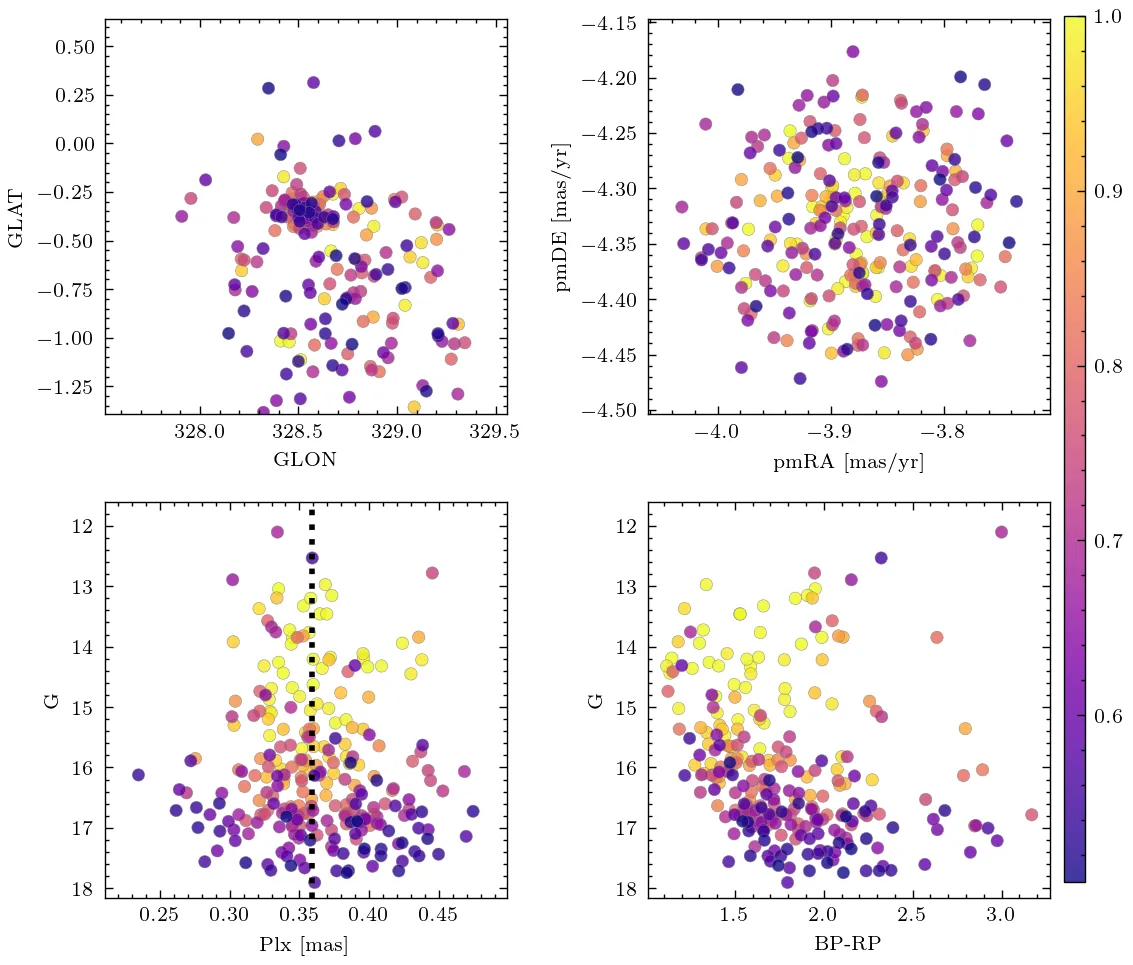 0.50
0.25
0.00
−0.25
−0.50
−0.75
−1.00
−1.25
GLAT
328.0 328.5 329.0 329.5
GLON
−4.15
−4.20
−4.25
−4.30
−4.35
−4.40
−4.45
−4.50
pmDE [mas/yr]
−4.0 −3.9 −3.8
pmRA [mas/yr]
1.0
0.9
0.8
0.7
0.6
12
13
14
15
16
17
18
G
0.25 0.30 0.35 0.40 0.45
Plx [mas]
12
13
14
15
16
17
18
G
1.5 2.0 2.5 3.0
BP-RP